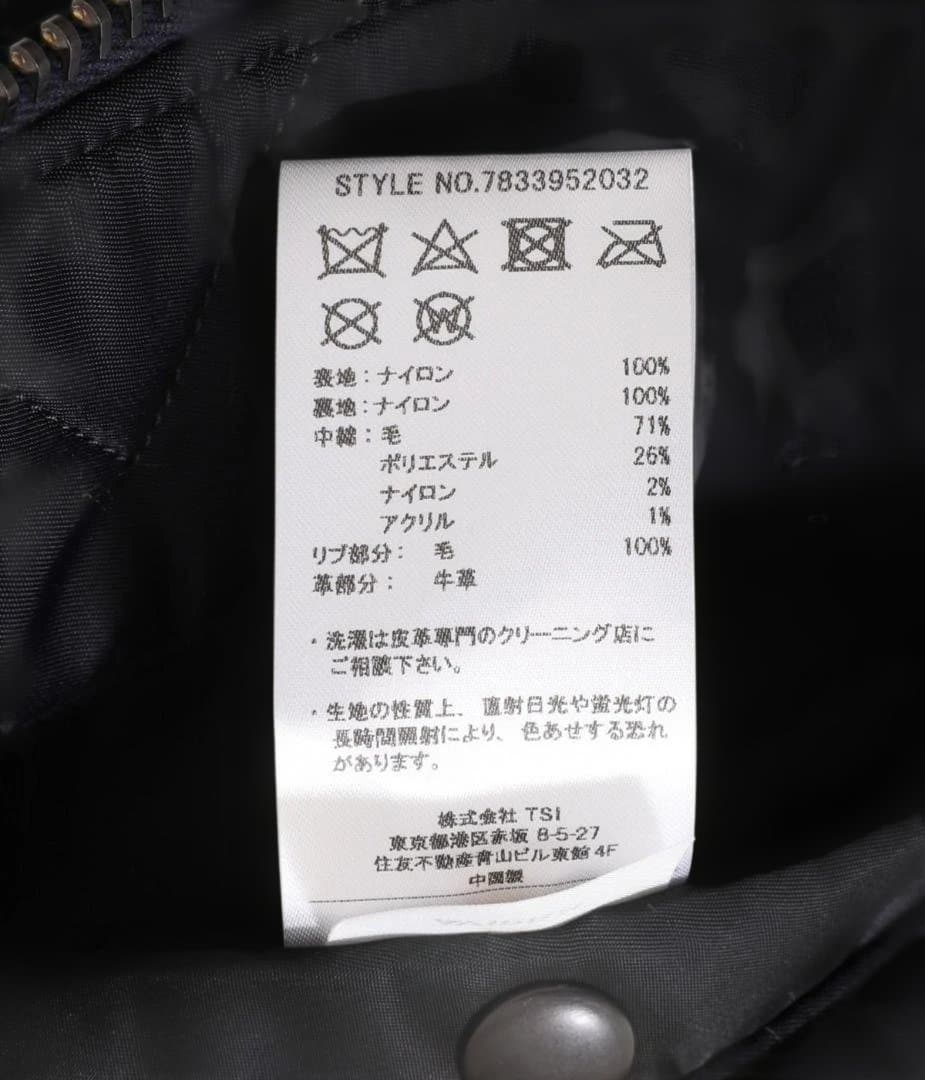 STYLE NO.7833952032
表地：ナイロン 100%
裏地：ナイロン 100%
中綿：毛 71%
ポリエステル 26%
ナイロン 2%
アクリル 1%
リブ部分： 毛 100%
革部分： 牛革
・洗濯は皮革専門のクリーニング店に
ご相談下さい。
・生地の性質上、直射日光や蛍光灯の
長時間照射により、色あせする恐れ
があります。
株式会社 TSI
東京都港区赤坂 8-5-27
住友不動産青山ビル東館 4F
中国製